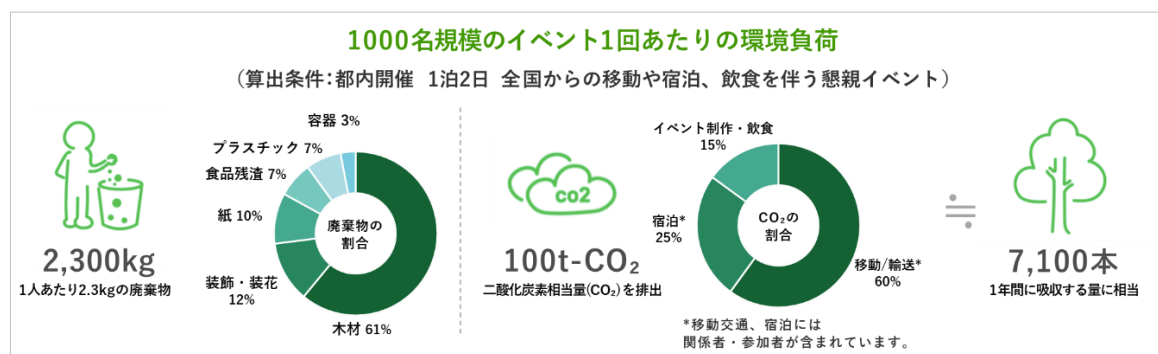 1000名規模のイベント1回あたりの環境負荷
（算出条件：都内開催 1泊2日 全国からの移動や宿泊、飲食を伴う懇親イベント）
2,300kg
1人あたり2.3kgの廃棄物
容器 3%
プラスチック 7%
食品残渣 7%
紙 10%
装飾・装花
12%
木材 61%
廃棄物の
割合
co2
100t-CO₂
二酸化炭素相当量(CO₂)を排出
イベント制作・飲食
15%
宿泊*
25%
移動/輸送*
60%
CO₂の
割合
*移動交通、宿泊には
関係者・参加者が含まれています。
≒
7,100本
1年間に吸収する量に相当